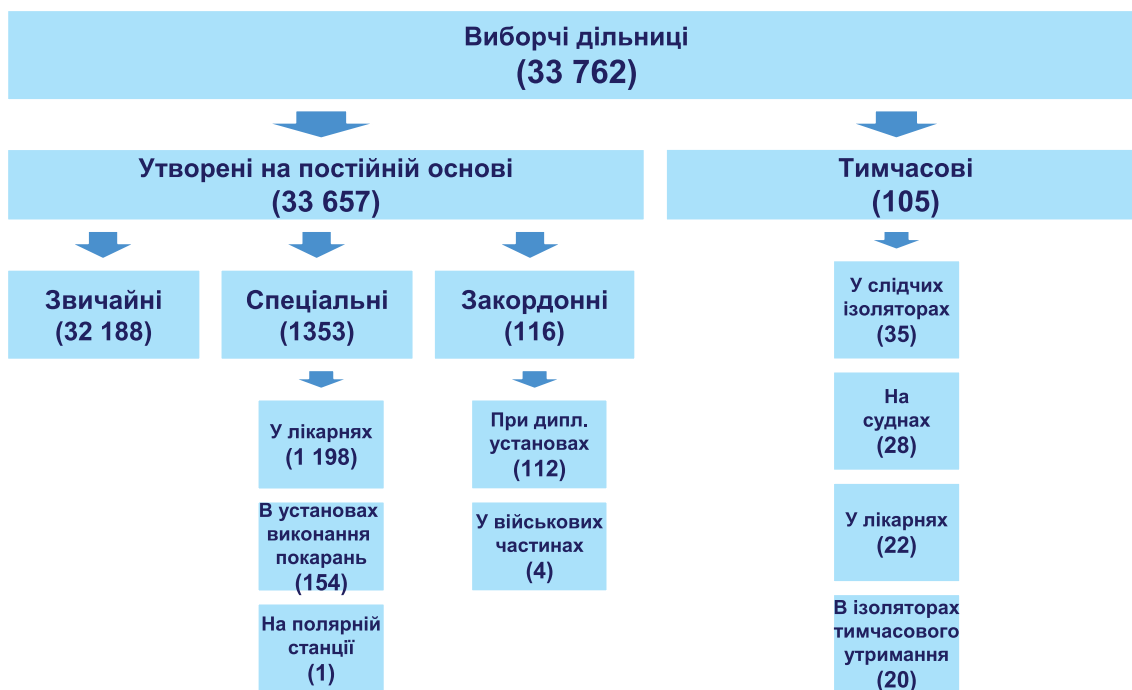 Виборчі дільниці
(33 762)
Утворені на постійній основі
(33 657)
Тимчасові
(105)
Звичайні
(32 188)
Спеціальні
(1353)
Закордонні
(116)
У лікарнях
(1 198)
В установах
виконання
покарань
(154)
На полярній
станції
(1)
При дипл.
установах
(112)
У військових
частинах
(4)
У слідчих
ізоляторах
(35)
На
суднах
(28)
У лікарнях
(22)
В ізоляторах
тимчасового
утримання
(20)